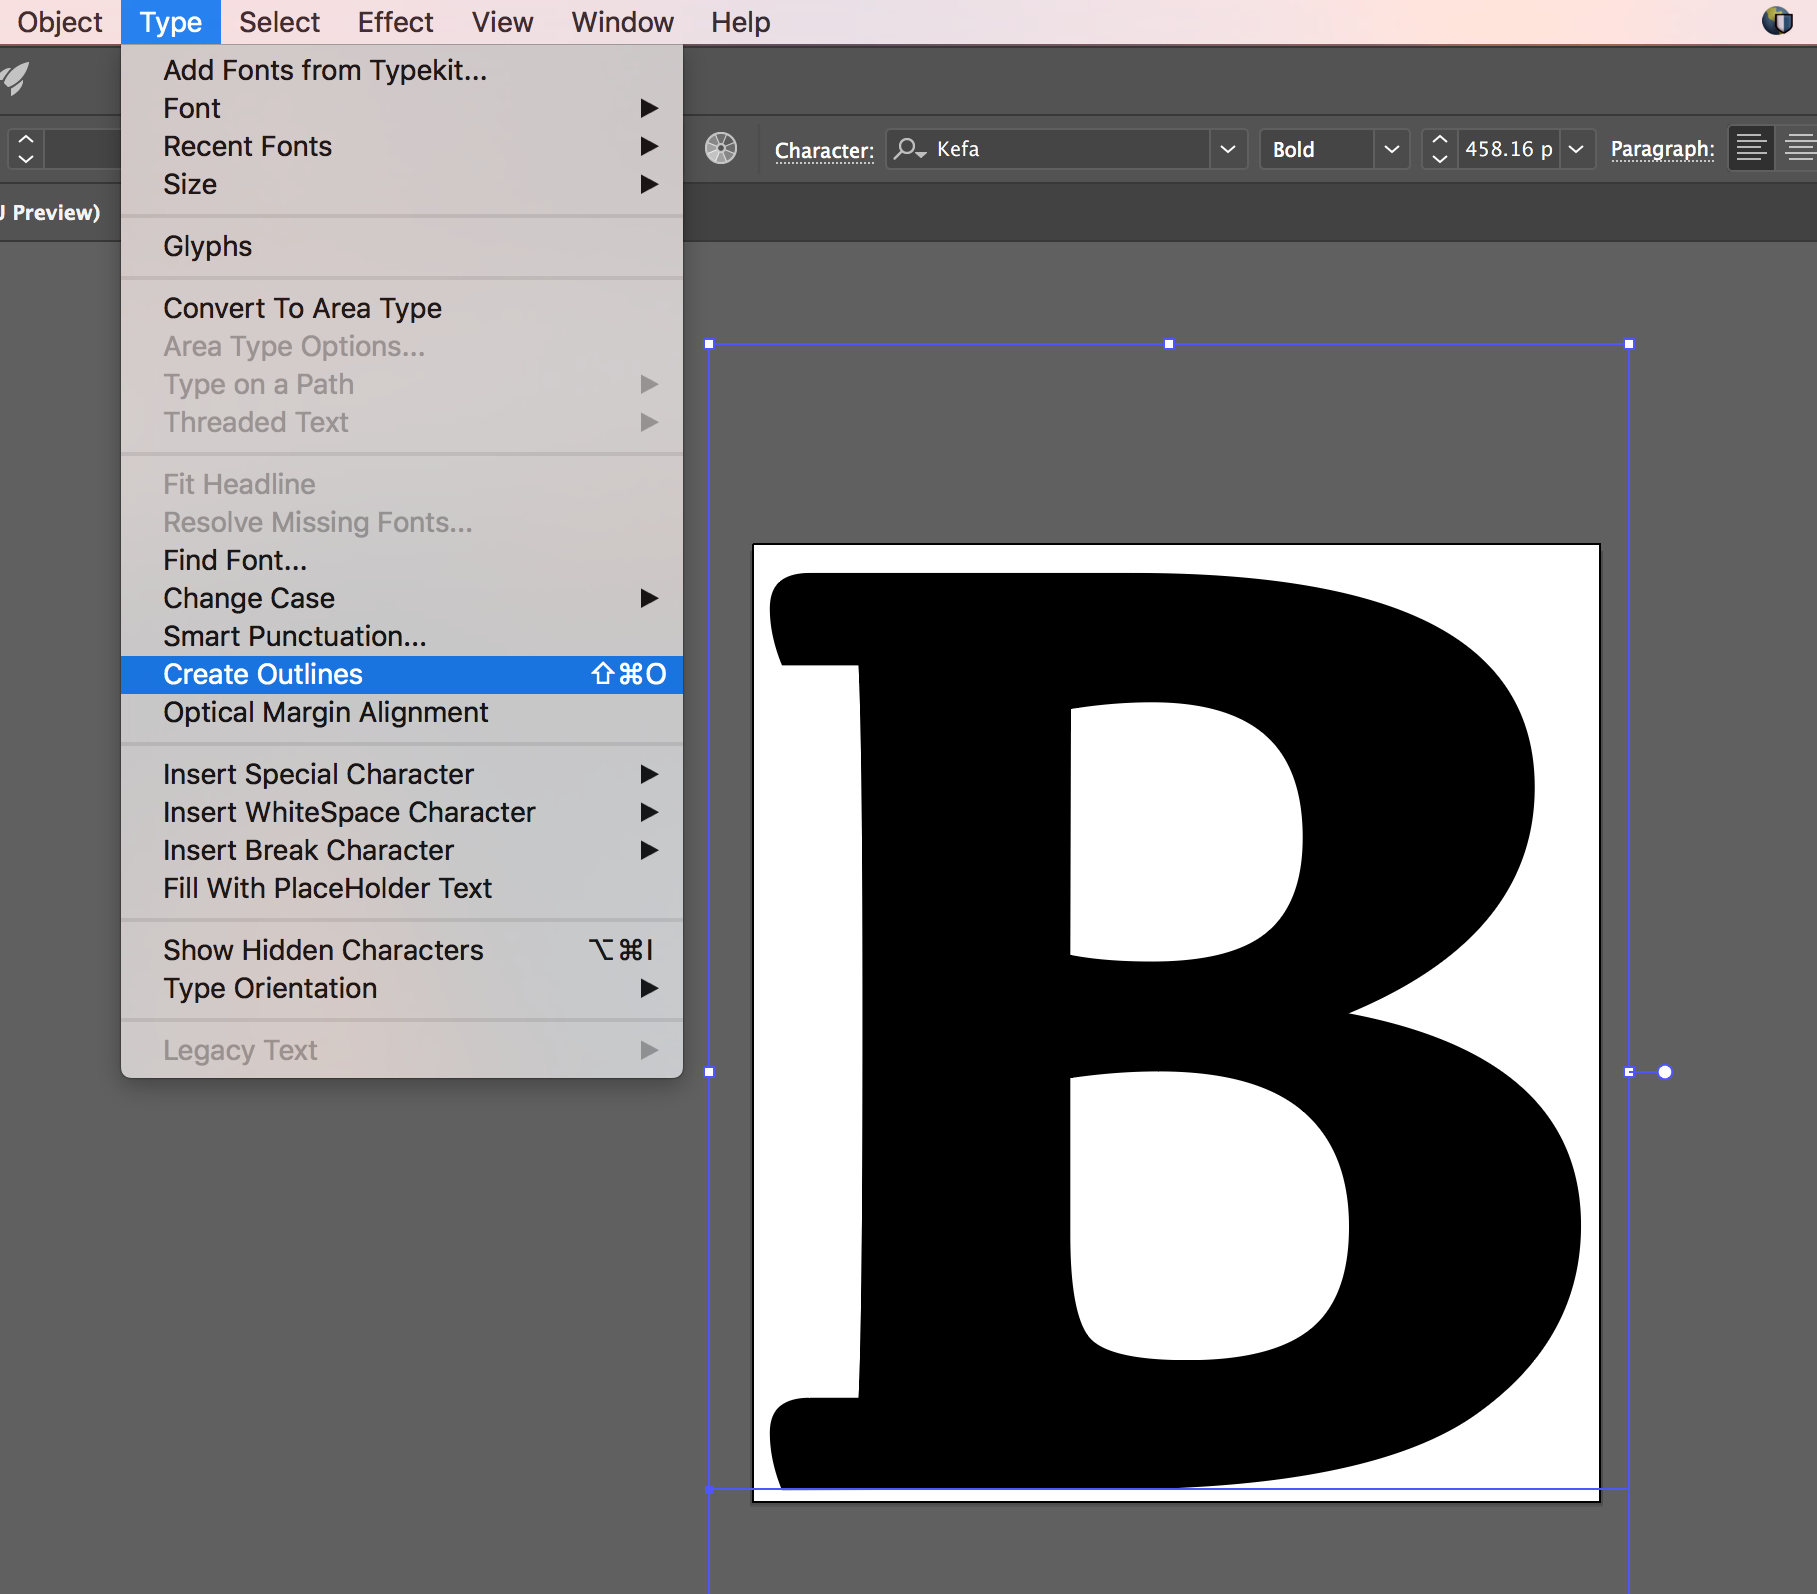 Object Type Select Effect View Window Help
Add Fonts from Typekit...
Font
Recent Fonts
Size
Glyphs
Convert To Area Type
Area Type Options...
Type on a Path
Threaded Text
Fit Headline
Resolve Missing Fonts...
Find Font...
Change Case
Smart Punctuation...
Create Outlines ⇧⌘O
Optical Margin Alignment
Insert Special Character
Insert WhiteSpace Character
Insert Break Character
Fill With PlaceHolder Text
Show Hidden Characters ⌥⌘I
Type Orientation
Legacy Text
Character: Kefa Bold 458.16 p Paragraph:
Preview)
B